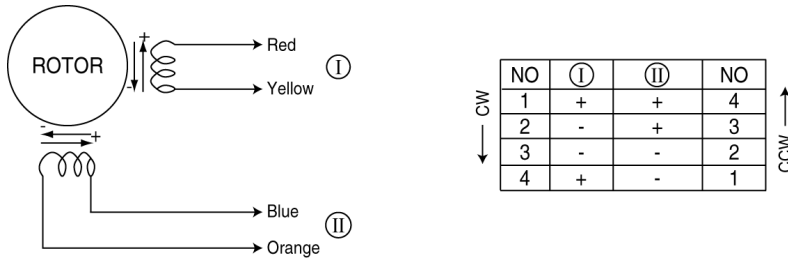 ROTOR
+
-
Red
Yellow
Ⅰ
-
+
Blue
Orange
Ⅱ
CW
NO Ⅰ Ⅱ NO
1 + + 4
2 - + 3
3 - - 2
4 + - 1
CCW